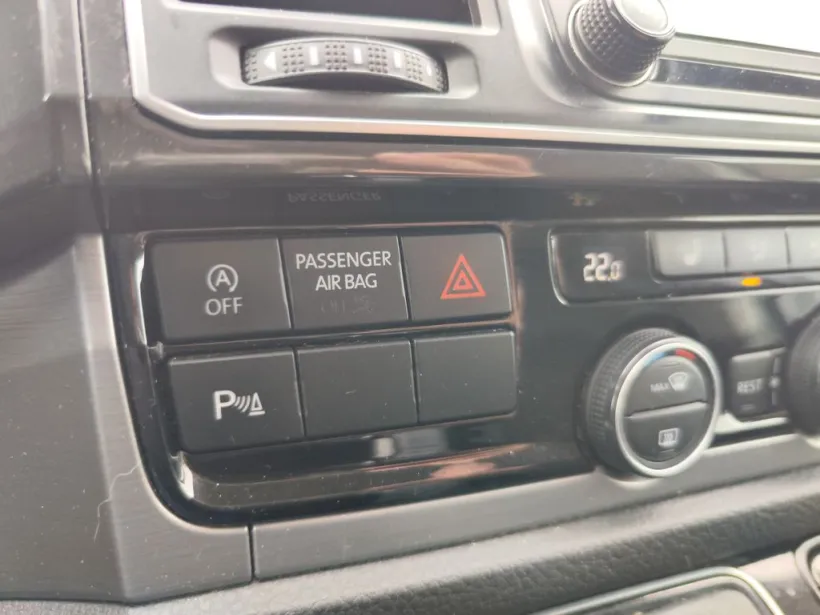 A
OFF
PASSENGER
AIR BAG
22.0
P
MAX
REST